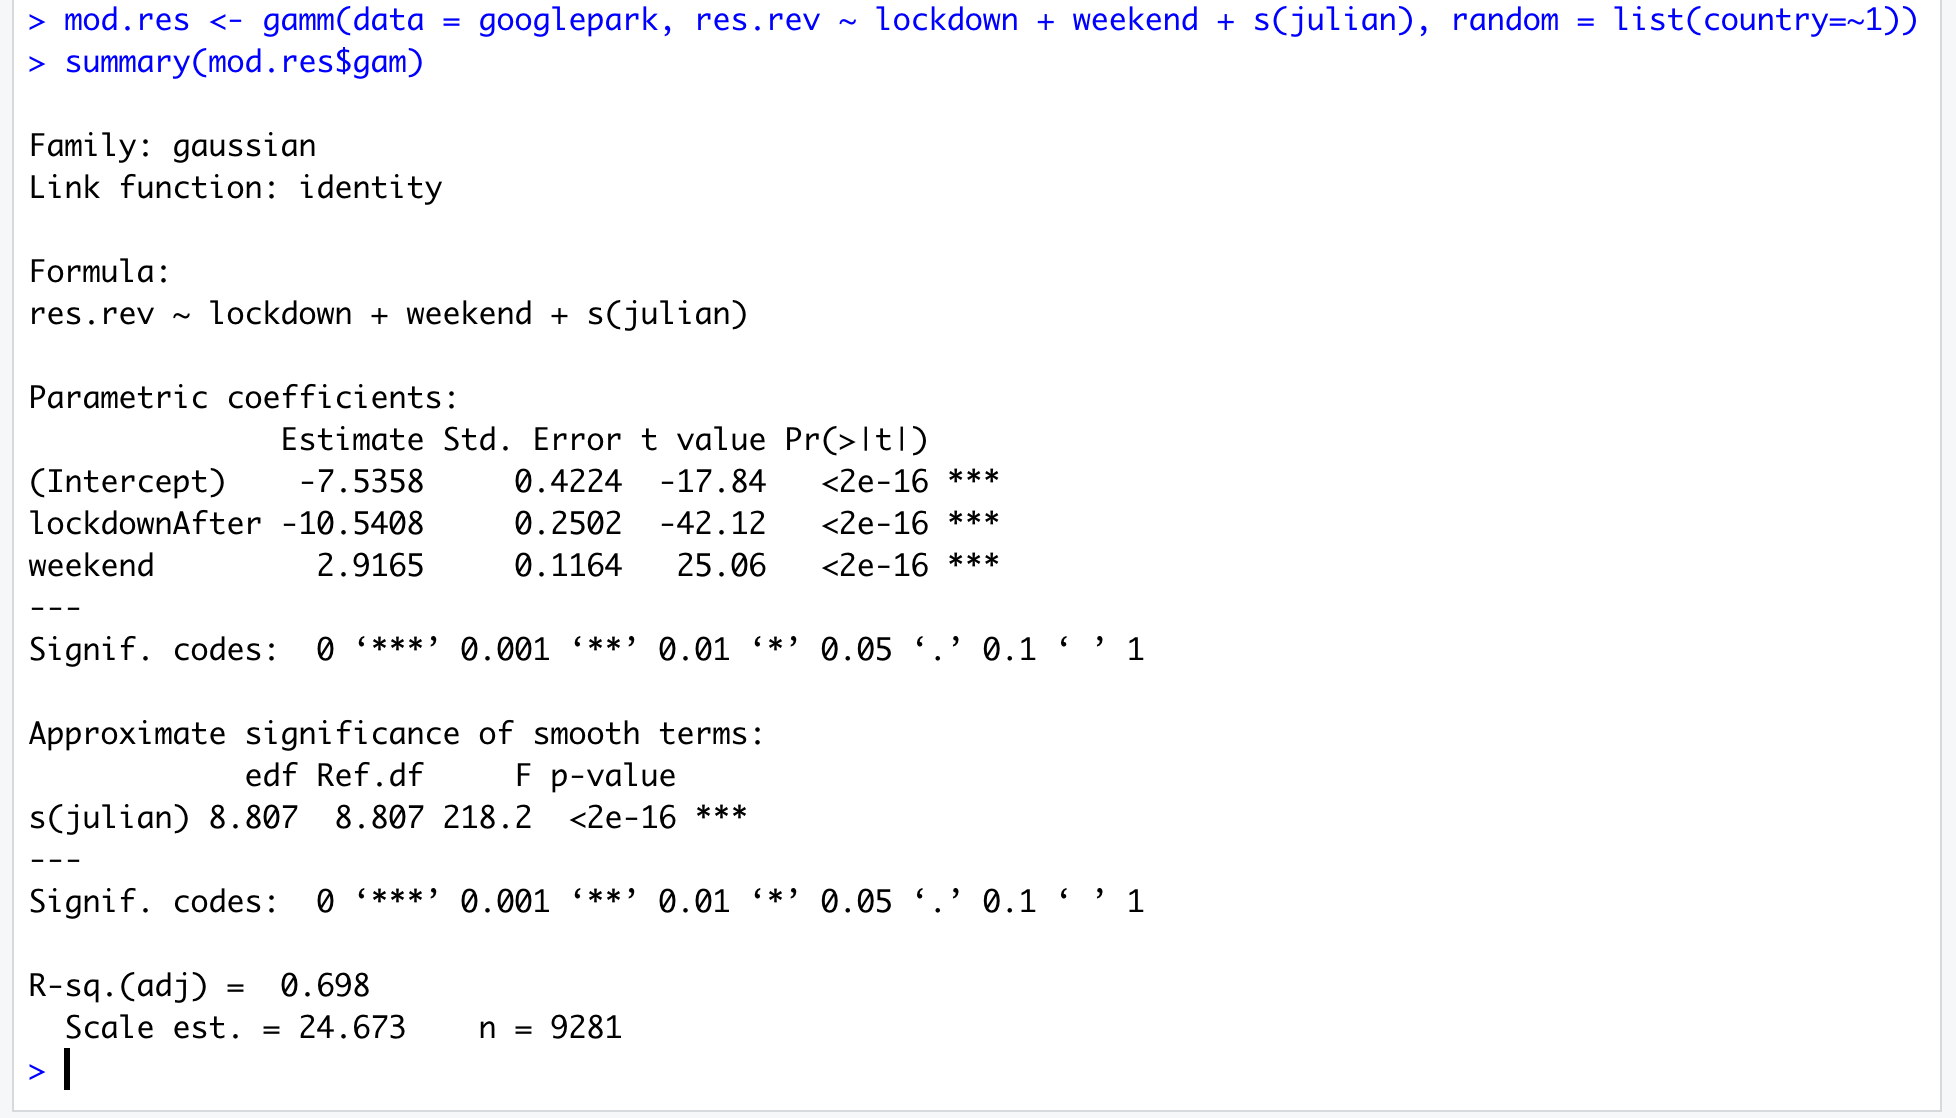 > mod.res <- gamm(data = googlepark, res.rev ~ lockdown + weekend + s(julian), random = list(country=~1))
> summary(mod.res$gam)

Family: gaussian
Link function: identity

Formula:
res.rev ~ lockdown + weekend + s(julian)

Parametric coefficients:
              Estimate Std. Error t value Pr(>|t|)
(Intercept)    -7.5358     0.4224  -17.84   <2e-16 ***
lockdownAfter -10.5408     0.2502  -42.12   <2e-16 ***
weekend         2.9165     0.1164   25.06   <2e-16 ***
---
Signif. codes:  0 ‘***’ 0.001 ‘**’ 0.01 ‘*’ 0.05 ‘.’ 0.1 ‘ ’ 1

Approximate significance of smooth terms:
            edf Ref.df     F p-value
s(julian) 8.807  8.807 218.2  <2e-16 ***
---
Signif. codes:  0 ‘***’ 0.001 ‘**’ 0.01 ‘*’ 0.05 ‘.’ 0.1 ‘ ’ 1

R-sq.(adj) =  0.698
  Scale est. = 24.673    n = 9281
>